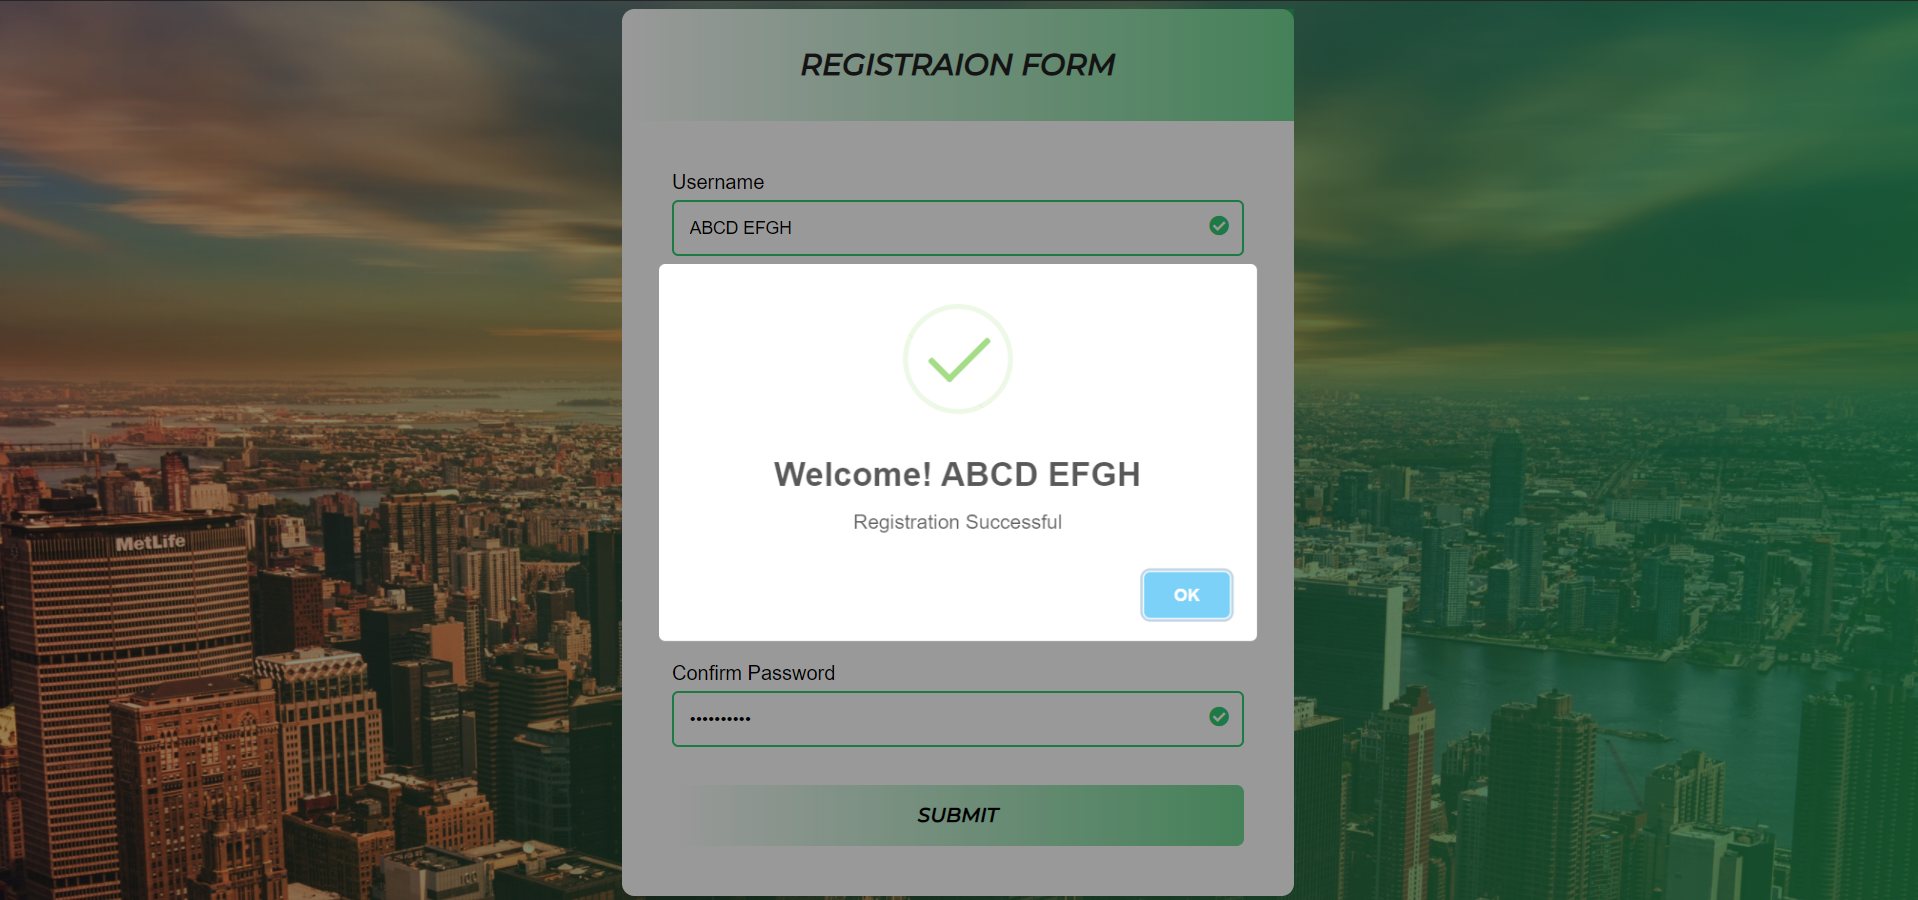 REGISTRAION FORM
Username
ABCD EFGH
Welcome! ABCD EFGH
Registration Successful
OK
MetLife
Confirm Password
••••••••••
SUBMIT